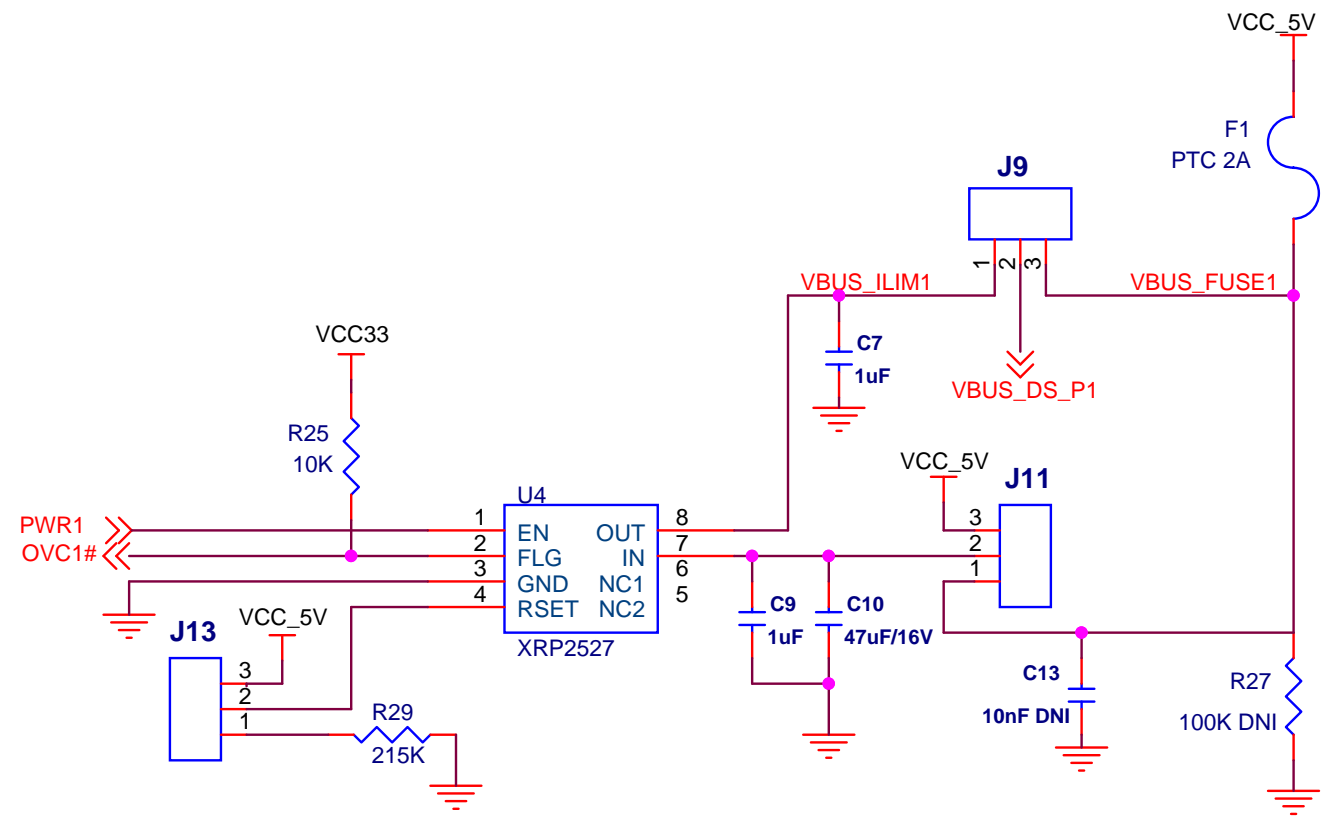 VCC_5V
F1
PTC 2A
J9
1
2
3
VBUS_ILIM1
VBUS_FUSE1
C7
1uF
VBUS_DS_P1
VCC33
R25
10K
VCC_5V
J11
3
2
1
PWR1
OVC1#
U4
1
2
3
4
EN
FLG
GND
RSET
OUT
IN
NC1
NC2
8
7
6
5
XRP2527
C9
1uF
C10
47uF/16V
J13
VCC_5V
3
2
1
R29
215K
C13
10nF DNI
R27
100K DNI